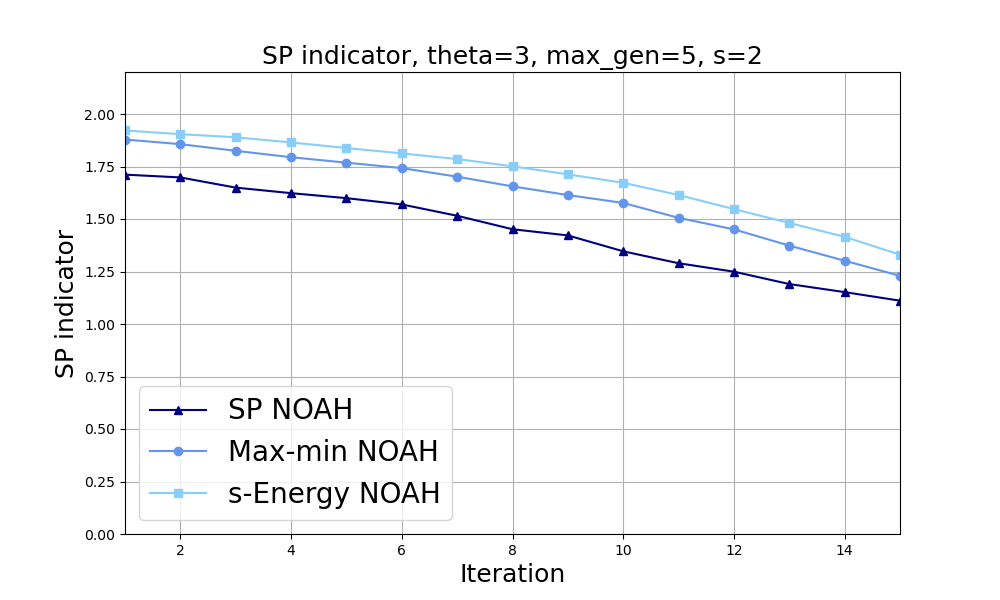 SP indicator, theta=3, max_gen=5, s=2
SP indicator
2.00
1.75
1.50
1.25
1.00
0.75
0.50
0.25
0.00
SP NOAH
Max-min NOAH
s-Energy NOAH
2 4 6 8 10 12 14
Iteration